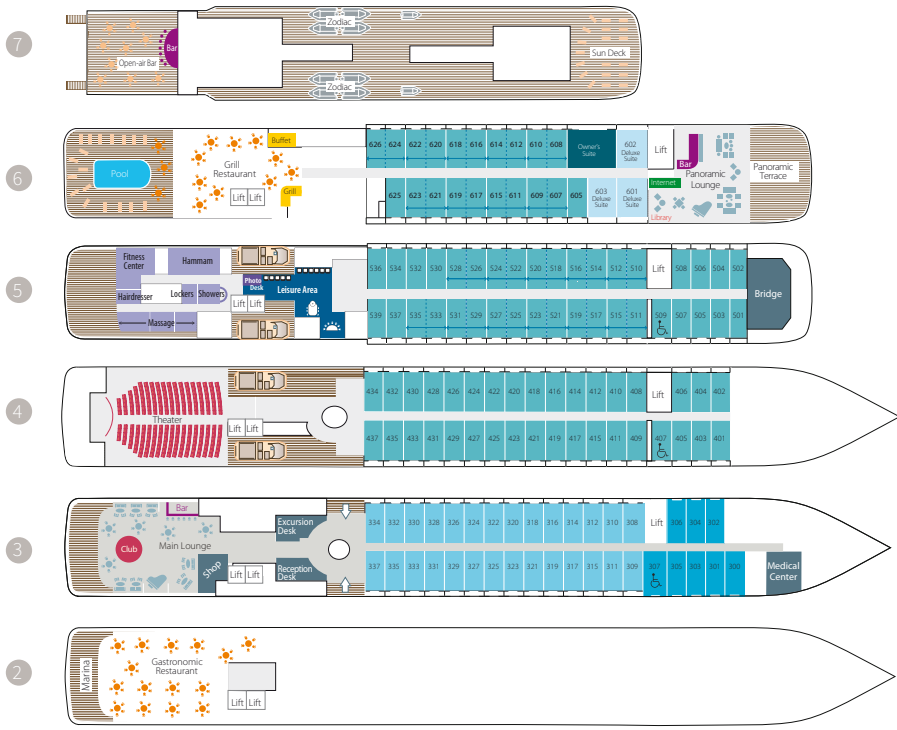 7
Open-air Bar
Bar
Zodiac
Zodiac
Sun Deck
6
Pool
Grill
Restaurant
Buffet
Grill
Lift Lift
626 624 622 620 618 616 614 612 610 608
Owner's
Suite
602
Deluxe
Suite
Lift
Bar
625 623 621 619 617 615 611 609 607 605
603
Deluxe
Suite
601
Deluxe
Suite
Internet
Library
Panoramic
Lounge
Panoramic
Terrace
5
Fitness
Center
Hammam
Hairdresser
Lockers
Showers
Massage
Photo
Desk
Lift Lift
Leisure Area
536 534 532 530 528 526 524 522 520 518 516 514 512 510 Lift 508 506 504 502
539 537 535 533 531 529 527 525 523 521 519 517 515 511 509 507 505 503 501
Bridge
4
Theater
Lift Lift
434 432 430 428 426 424 422 420 418 416 414 412 410 408 Lift 406 404 402
437 435 433 431 429 427 425 423 421 419 417 415 411 409 407 405 403 401
3
Bar
Club
Main Lounge
Shop
Lift Lift
Excursion
Desk
Reception
Desk
334 332 330 328 326 324 322 320 318 316 314 312 310 308 Lift 306 304 302
337 335 333 331 329 327 325 323 321 319 317 315 311 309 307 305 303 301 300
Medical
Center
2
Marina
Gastronomic
Restaurant
Lift Lift